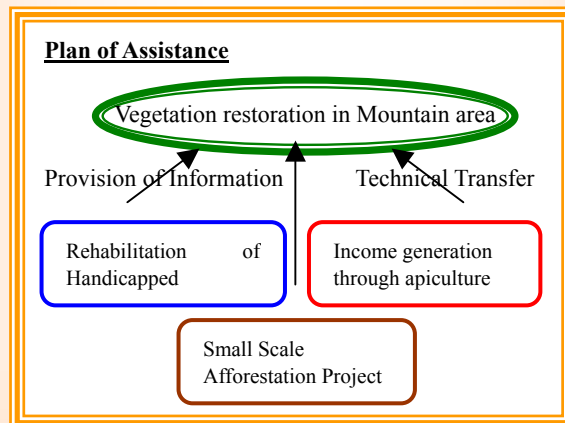 Plan of Assistance
Vegetation restoration in Mountain area
Provision of Information
Technical Transfer
Rehabilitation of
Handicapped
Income generation
through apiculture
Small Scale
Afforestation Project